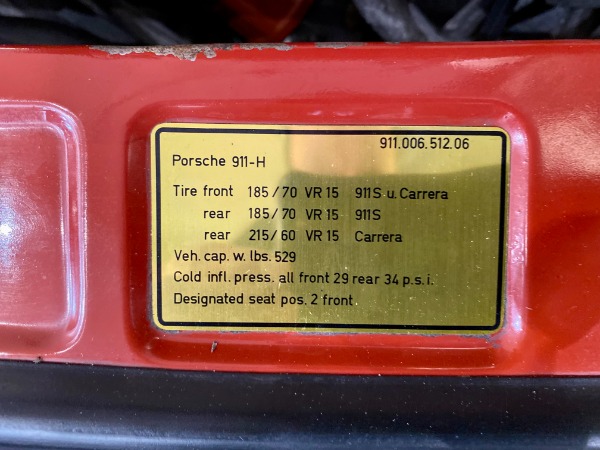 911.006.512.06
Porsche 911-H
Tire front 185/70 VR 15 911S u. Carrera
rear 185/70 VR 15 911S
rear 215/60 VR 15 Carrera
Veh. cap. w. lbs. 529
Cold infl. press. all front 29 rear 34 p.s.i.
Designated seat pos. 2 front